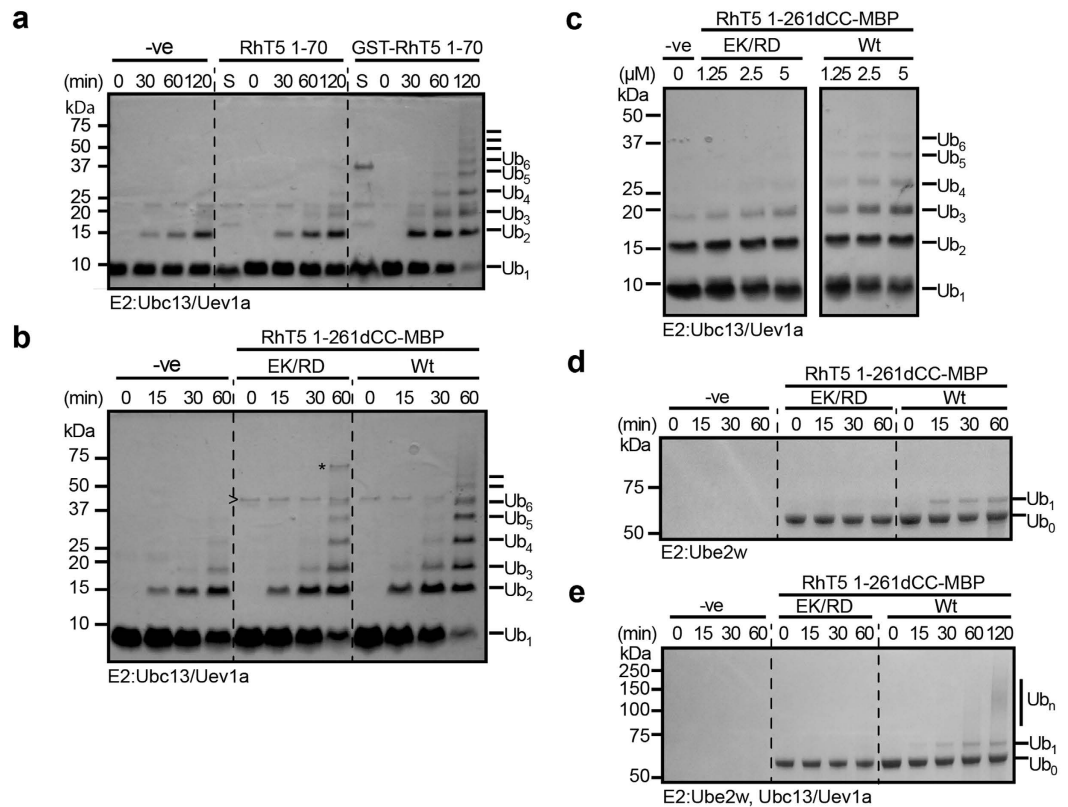 a
-ve RhT5 1-70 GST-RhT5 1-70
(min) 0 30 60 120 S 0 30 60 120 S 0 30 60 120
kDa
75
50
37
25
20
15
10
Ub6
Ub5
Ub4
Ub3
Ub2
Ub1
E2:Ubc13/Uev1a
b
RhT5 1-261dCC-MBP
-ve EK/RD Wt
(min) 0 15 30 60 0 15 30 60 0 15 30 60
kDa
75
50
37
25
20
15
10
>
*
Ub6
Ub5
Ub4
Ub3
Ub2
Ub1
E2:Ubc13/Uev1a
c
RhT5 1-261dCC-MBP
-ve EK/RD Wt
(µM) 0 1.25 2.5 5 1.25 2.5 5
kDa
50
37
25
20
15
10
Ub6
Ub5
Ub4
Ub3
Ub2
Ub1
E2:Ubc13/Uev1a
d
RhT5 1-261dCC-MBP
-ve EK/RD Wt
(min) 0 15 30 60 0 15 30 60 0 15 30 60
kDa
75
50
Ub1
Ub0
E2:Ube2w
e
RhT5 1-261dCC-MBP
-ve EK/RD Wt
(min) 0 15 30 60 0 15 30 60 0 15 30 60 120
kDa
250
150
100
75
50
Ubn
Ub1
Ub0
E2:Ube2w, Ubc13/Uev1a